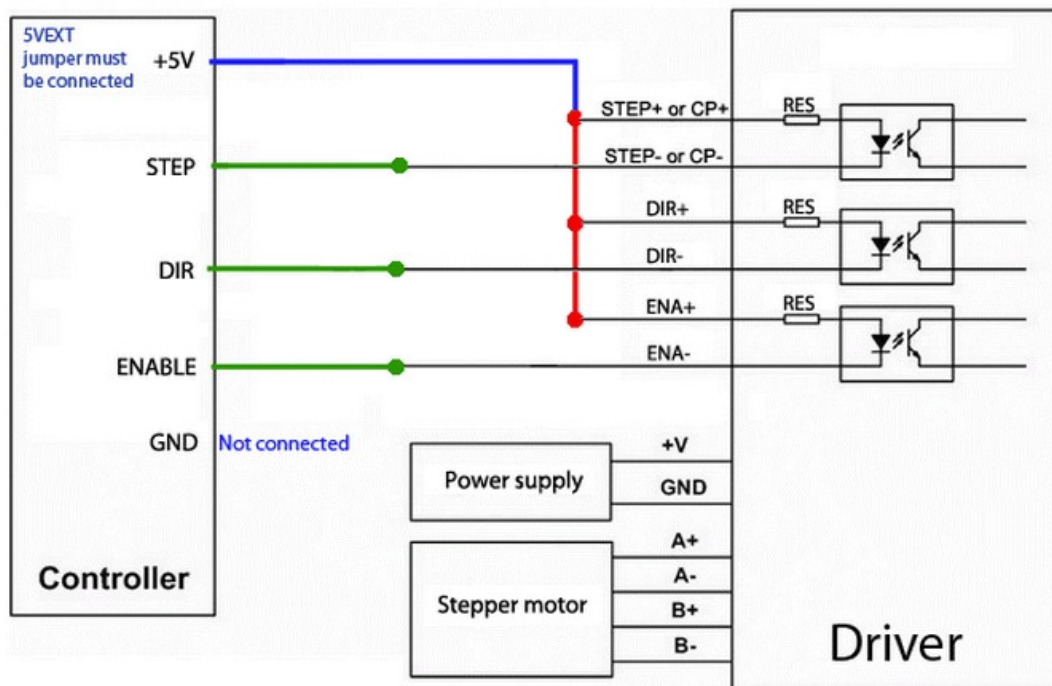 5VEXT
jumper must
be connected
+5V
STEP+ or CP+
RES
STEP
STEP- or CP-
DIR+
RES
DIR
DIR-
ENA+
RES
ENABLE
ENA-
GND
Not connected
+V
Power supply
GND
A+
Controller
A-
Stepper motor
B+
B-
Driver